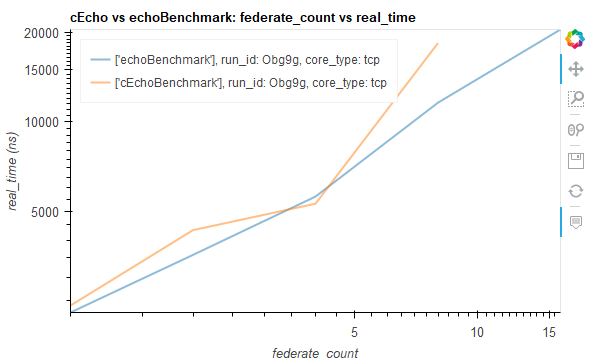 cEcho vs echoBenchmark: federate_count vs real_time
['echoBenchmark'], run_id: Obg9g, core_type: tcp
['cEchoBenchmark'], run_id: Obg9g, core_type: tcp
20000
15000
10000
5000
real_time (ns)
5
10
15
federate_count